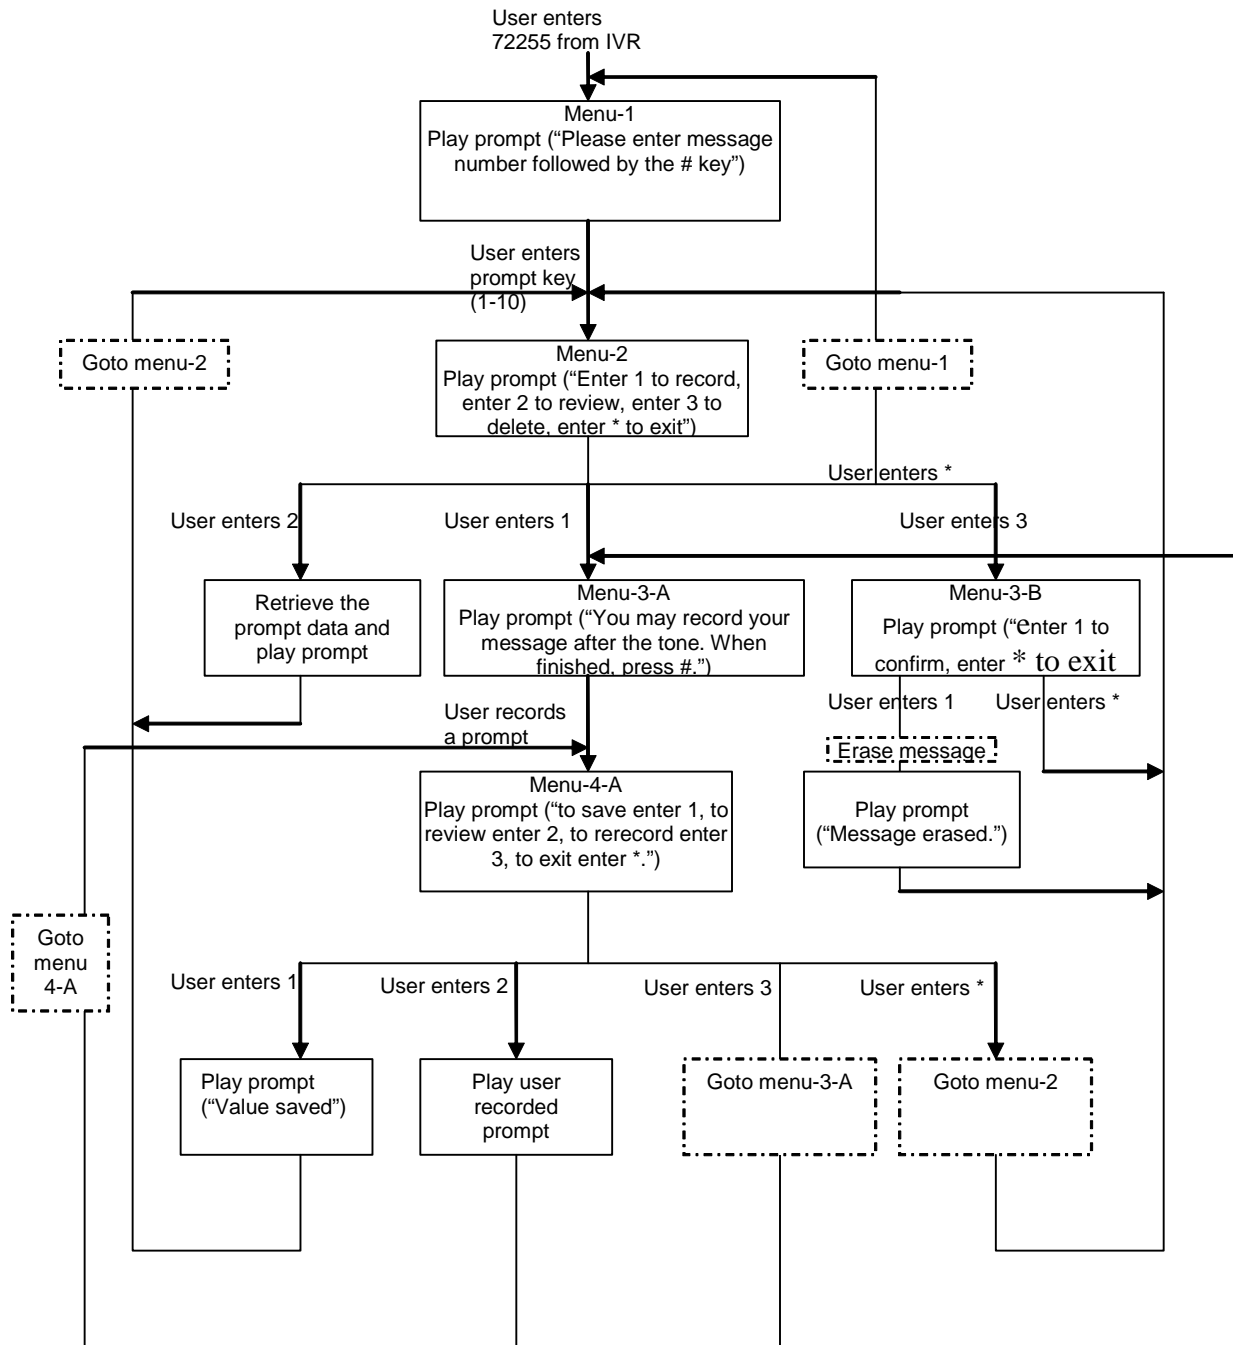 User enters
72255 from IVR
Menu-1
Play prompt (“Please enter message
number followed by the # key”)
User enters
prompt key
(1-10)
Goto menu-2
Menu-2
Play prompt (“Enter 1 to record,
enter 2 to review, enter 3 to
delete, enter * to exit”)
Goto menu-1
User enters *
User enters 2
User enters 1
User enters 3
Retrieve the
prompt data and
play prompt
Menu-3-A
Play prompt (“You may record your
message after the tone. When
finished, press #.”)
Menu-3-B
Play prompt (“enter 1 to
confirm, enter * to exit
User records
a prompt
User enters 1
User enters *
Erase message
Menu-4-A
Play prompt (“to save enter 1, to
review enter 2, to rerecord enter
3, to exit enter *.”)
Play prompt
(“Message erased.”)
Goto
menu
4-A
User enters 1
User enters 2
User enters 3
User enters *
Play prompt
(“Value saved”)
Play user
recorded
prompt
Goto menu-3-A
Goto menu-2